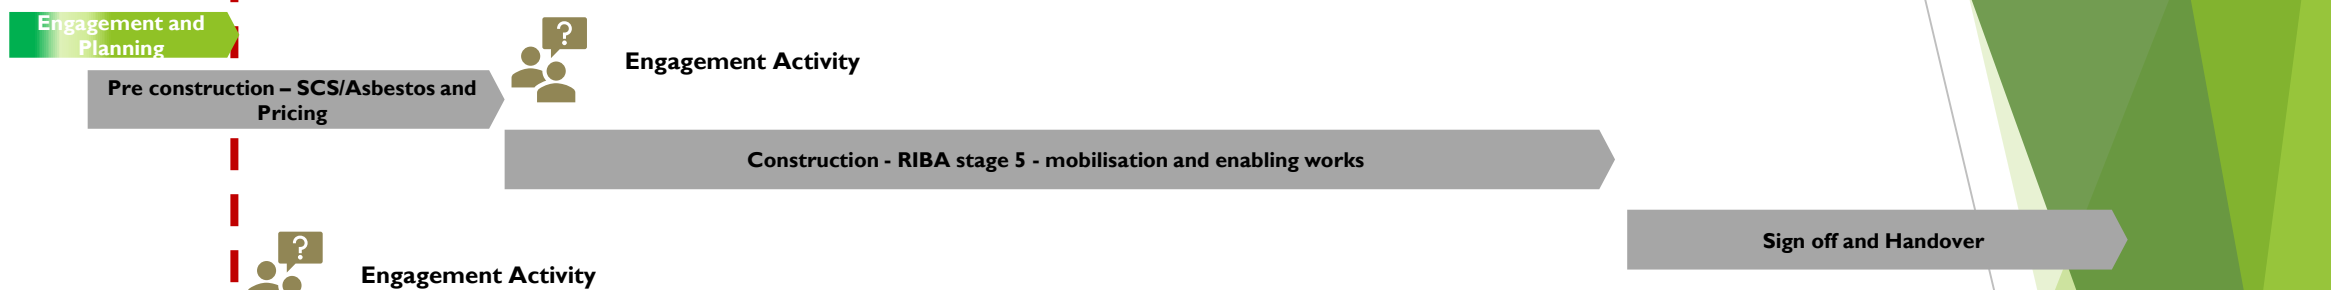 Engagement and
Planning
Engagement Activity
Pre construction – SCS/Asbestos and
Pricing
Construction - RIBA stage 5 - mobilisation and enabling works
Sign off and Handover
Engagement Activity